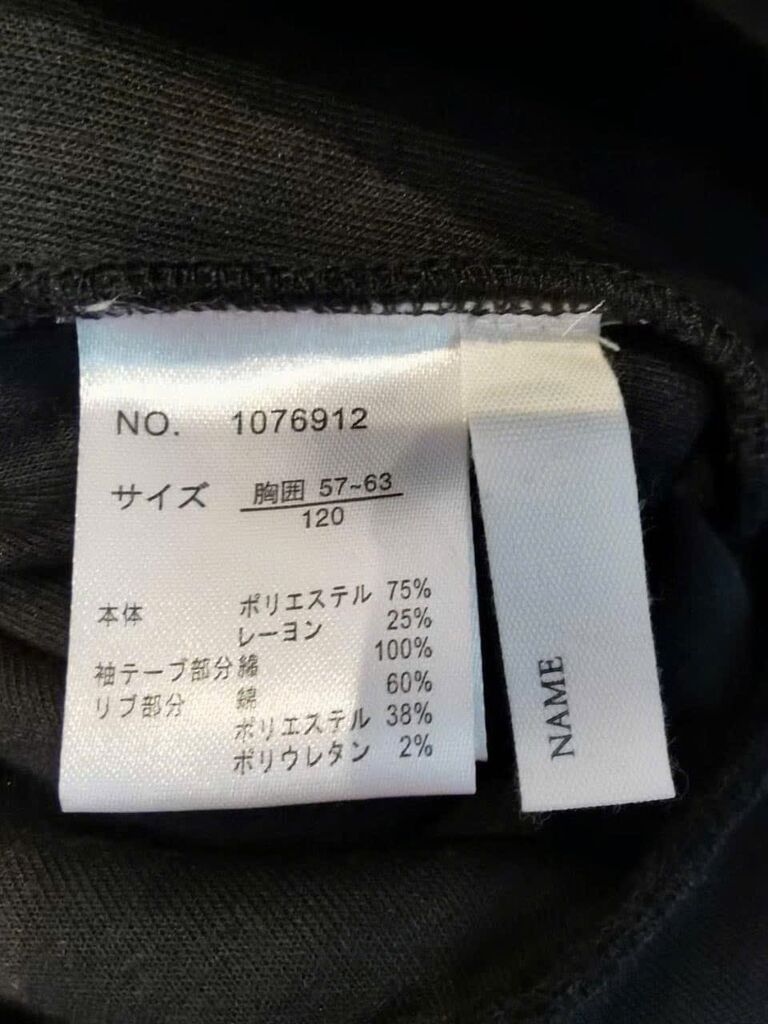 NO. 1076912
サイズ 胸囲 57~63
120
本体 ポリエステル 75%
レーヨン 25%
袖テープ部分 綿 100%
リブ部分 綿 60%
ポリエステル 38%
ポリウレタン 2%
NAME